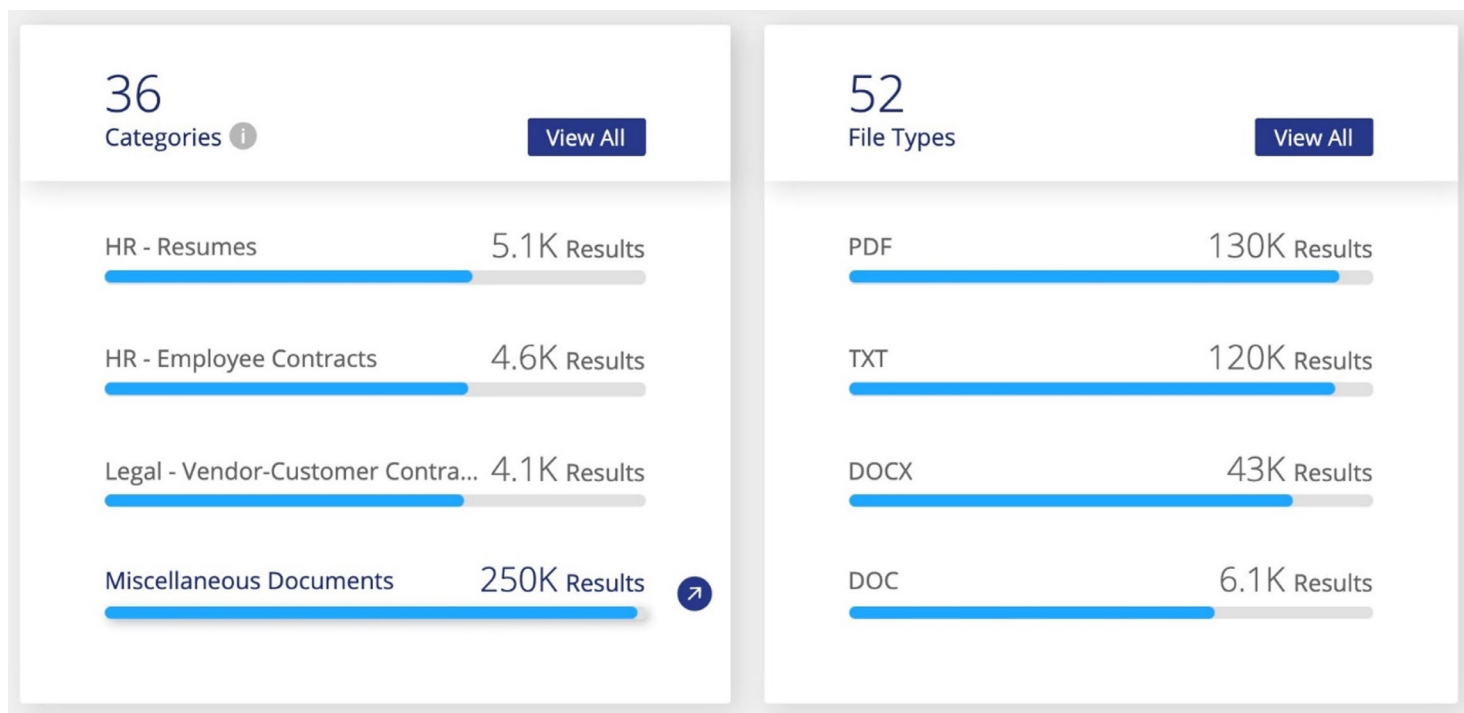 36
Categories i
View All
HR - Resumes 5.1K Results
HR - Employee Contracts 4.6K Results
Legal - Vendor-Customer Contra... 4.1K Results
Miscellaneous Documents 250K Results
52
File Types
View All
PDF 130K Results
TXT 120K Results
DOCX 43K Results
DOC 6.1K Results